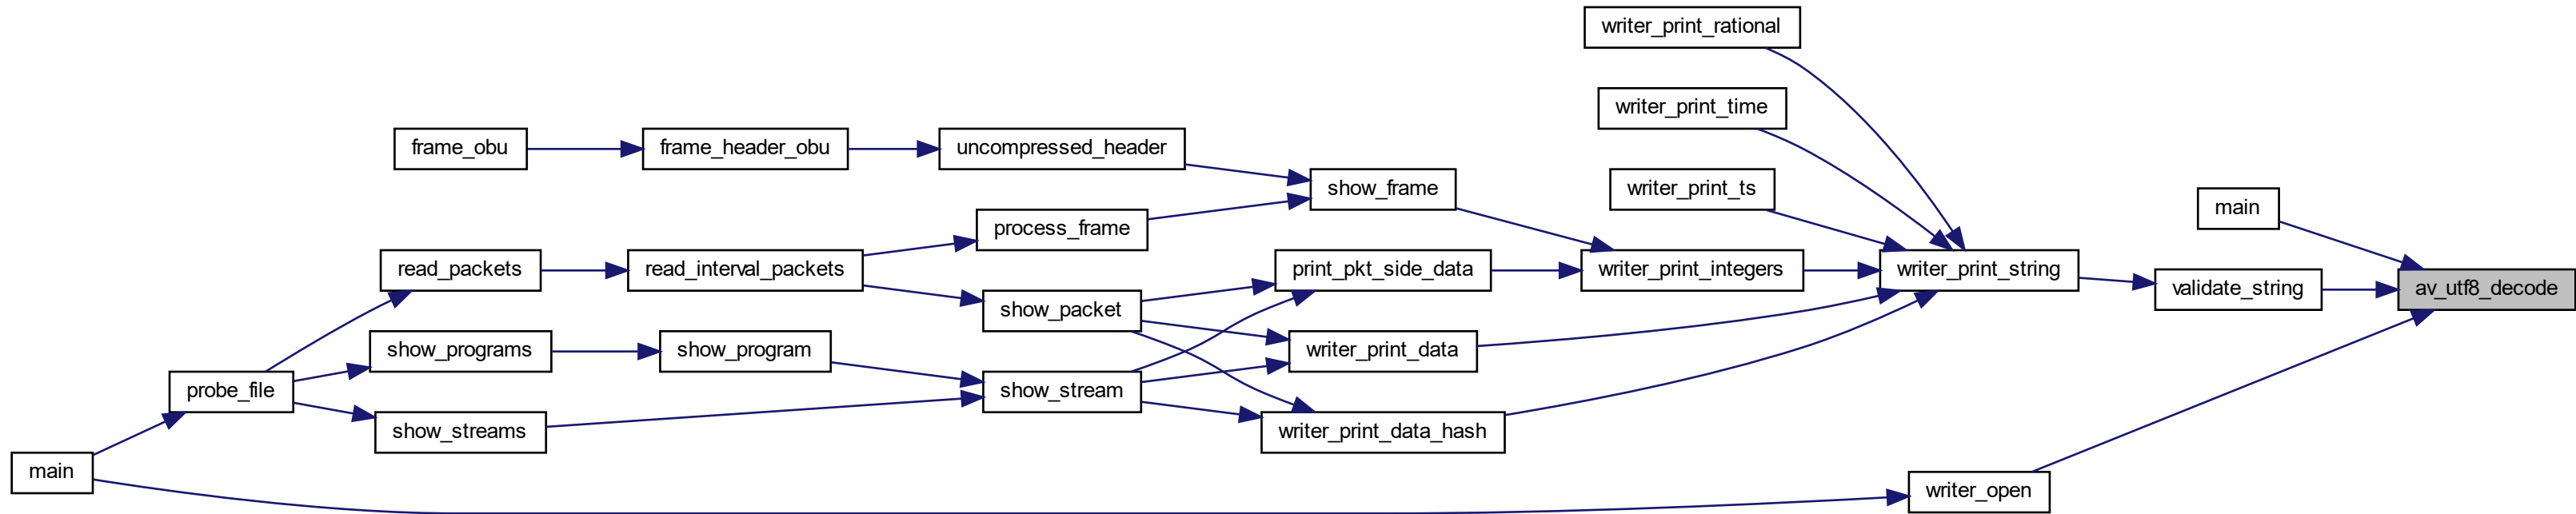 writer_print_rational
writer_print_time
frame_obu
frame_header_obu
uncompressed_header
show_frame
writer_print_ts
main
process_frame
read_packets
read_interval_packets
print_pkt_side_data
writer_print_integers
writer_print_string
validate_string
av_utf8_decode
show_packet
show_programs
show_program
writer_print_data
probe_file
show_stream
show_streams
writer_print_data_hash
main
writer_open